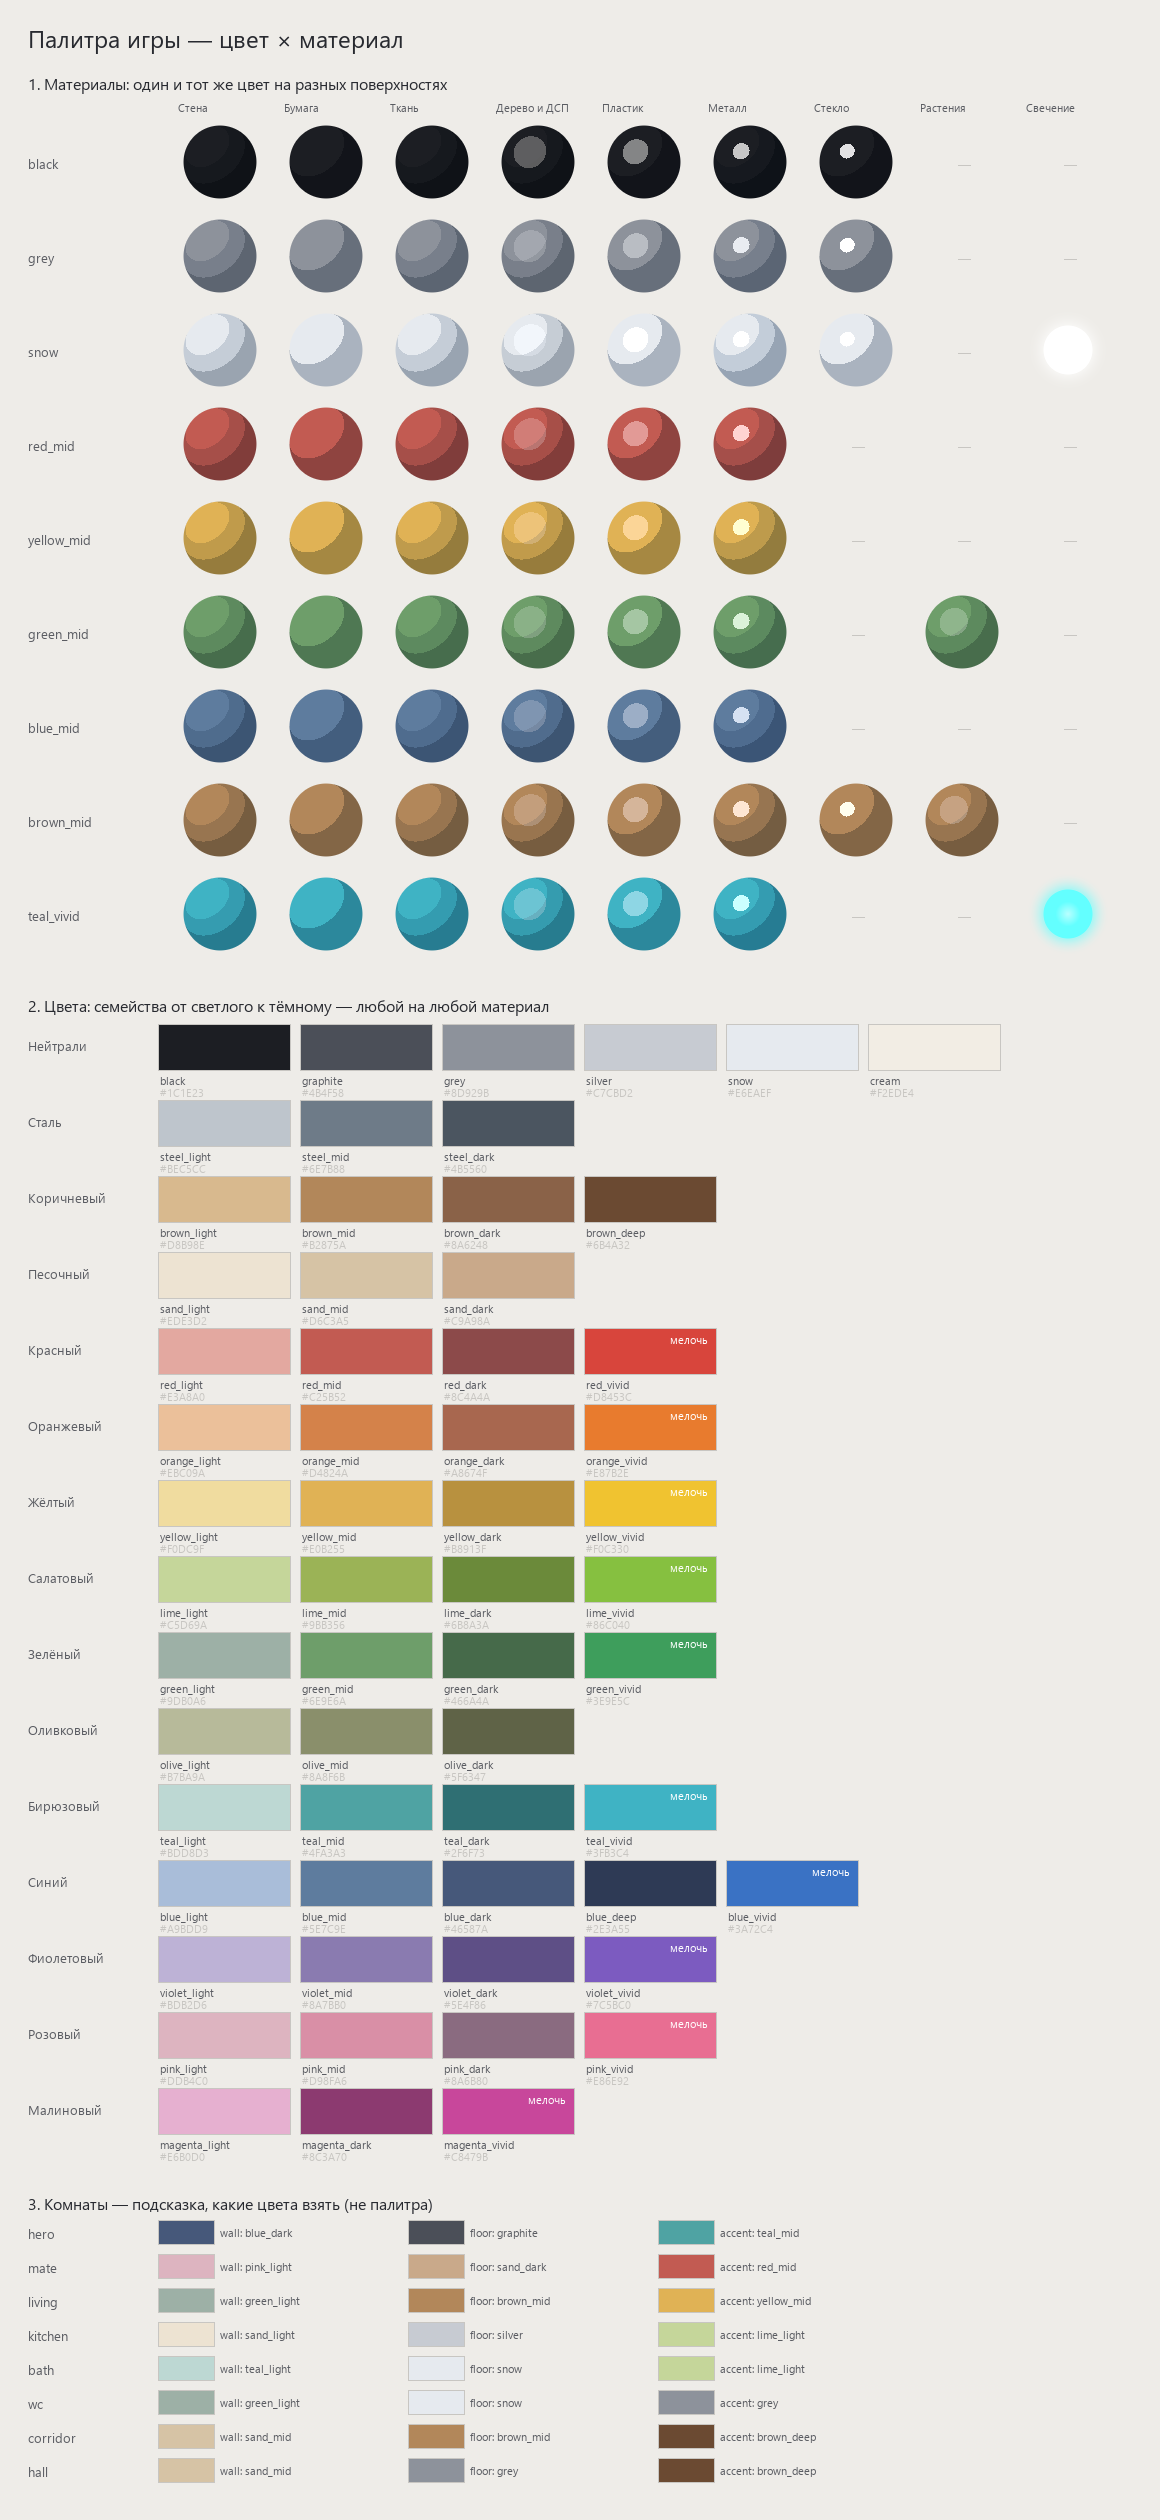 Палитра игры — цвет × материал
1. Материалы: один и тот же цвет на разных поверхностях
Стена Бумага Ткань Дерево и ДСП Пластик Металл Стекло Растения Свечение
black — —
grey — —
snow —
red_mid — — —
yellow_mid — — —
green_mid — —
blue_mid — — —
brown_mid —
teal_vivid — —
2. Цвета: семейства от светлого к тёмному — любой на любой материал
Нейтрали
black graphite grey silver snow cream
#1C1E23 #4B4F58 #8D929B #C7CBD2 #E6EAEF #F2EDE4
Сталь
steel_light steel_mid steel_dark
#BEC5CC #6E7B88 #4B5560
Коричневый
brown_light brown_mid brown_dark brown_deep
#D8B98E #B2875A #8A6248 #6B4A32
Песочный
sand_light sand_mid sand_dark
#EDE3D2 #D6C3A5 #C9A98A
Красный мелочь
red_light red_mid red_dark red_vivid
#E3A8A0 #C25B52 #8C4A4A #D8453C
Оранжевый мелочь
orange_light orange_mid orange_dark orange_vivid
#EBC09A #D4824A #A8674F #E87B2E
Жёлтый мелочь
yellow_light yellow_mid yellow_dark yellow_vivid
#F0DC9F #E0B255 #B8913F #F0C330
Салатовый мелочь
lime_light lime_mid lime_dark lime_vivid
#C5D69A #9BB356 #6B8A3A #86C040
Зелёный мелочь
green_light green_mid green_dark green_vivid
#9DB0A6 #6E9E6A #466A4A #3E9E5C
Оливковый
olive_light olive_mid olive_dark
#B7BA9A #8A8F6B #5F6347
Бирюзовый мелочь
teal_light teal_mid teal_dark teal_vivid
#BDD8D3 #4FA3A3 #2F6F73 #3FB3C4
Синий мелочь
blue_light blue_mid blue_dark blue_deep blue_vivid
#A9BDD9 #5E7C9E #46587A #2E3A55 #3A72C4
Фиолетовый мелочь
violet_light violet_mid violet_dark violet_vivid
#BDB2D6 #8A7BB0 #5E4F86 #7C5BC0
Розовый мелочь
pink_light pink_mid pink_dark pink_vivid
#DDB4C0 #D98FA6 #8A6B80 #E86E92
Малиновый мелочь
magenta_light magenta_dark magenta_vivid
#E6B0D0 #8C3A70 #C8479B
3. Комнаты — подсказка, какие цвета взять (не палитра)
hero wall: blue_dark floor: graphite accent: teal_mid
mate wall: pink_light floor: sand_dark accent: red_mid
living wall: green_light floor: brown_mid accent: yellow_mid
kitchen wall: sand_light floor: silver accent: lime_light
bath wall: teal_light floor: snow accent: lime_light
wc wall: green_light floor: snow accent: grey
corridor wall: sand_mid floor: brown_mid accent: brown_deep
hall wall: sand_mid floor: grey accent: brown_deep